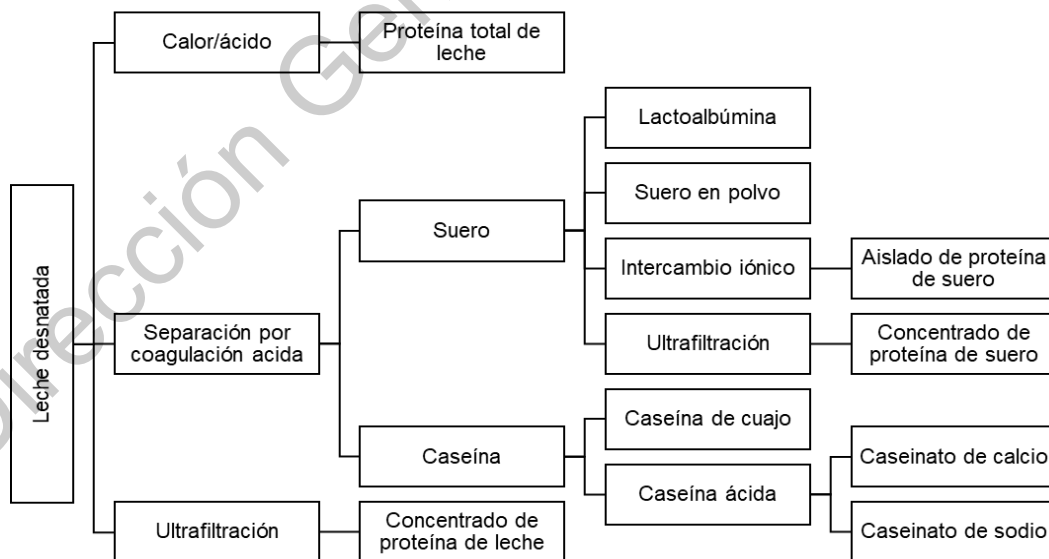 Dirección Gen
Leche desnatada
Calor/ácido
Proteína total de
leche
Separación por
coagulación acida
Suero
Lactoalbúmina
Suero en polvo
Intercambio iónico
Aislado de proteína
de suero
Ultrafiltración
Concentrado de
proteína de suero
Caseína
Caseína de cuajo
Caseína ácida
Caseinato de calcio
Caseinato de sodio
Ultrafiltración
Concentrado de
proteína de leche